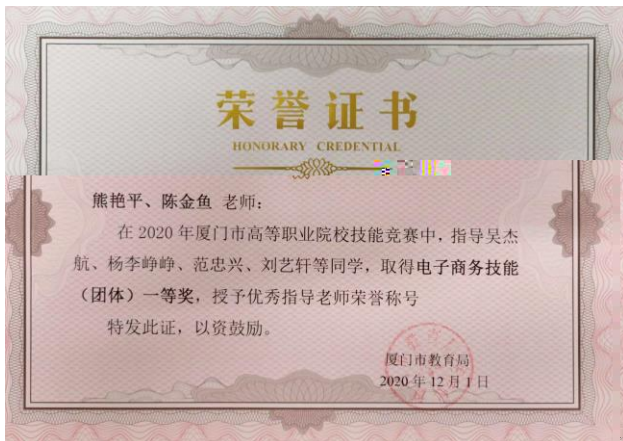 荣誉证书
HONORARY CREDENTIAL
熊艳平、陈金鱼 老师：
在 2020 年厦门市高等职业院校技能竞赛中，指导吴杰
航、杨李峥峥、范忠兴、刘艺轩等同学，取得电子商务技能
（团体）一等奖，授予优秀指导老师荣誉称号
特发此证，以资鼓励。
厦门市教育局
2020 年 12 月 1 日